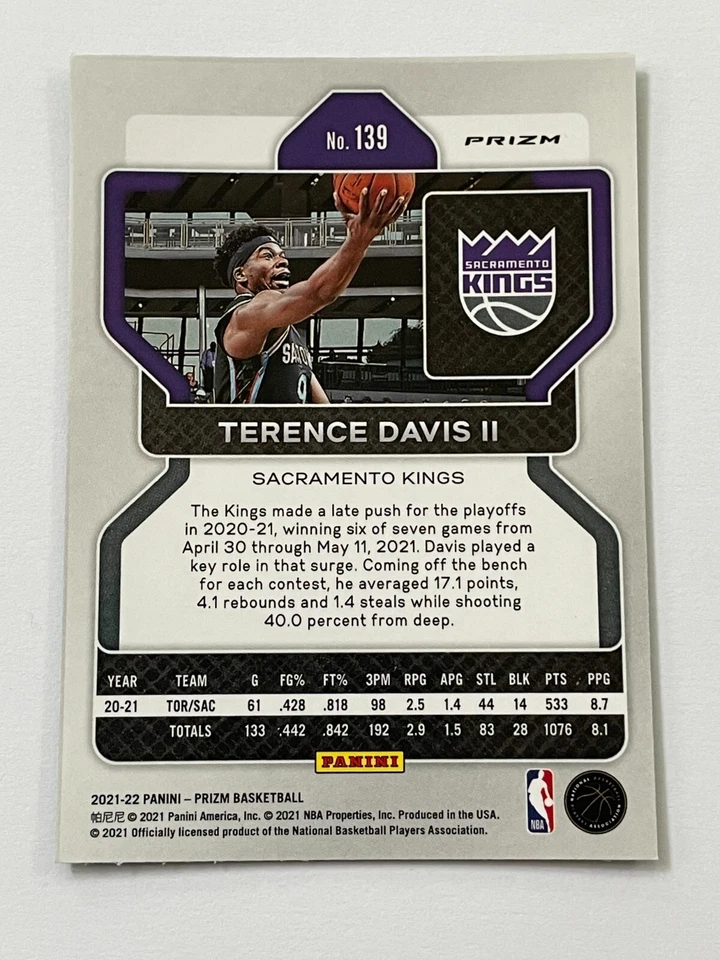 No. 139
PRIZM
SACRAMENTO
KINGS
9
TERENCE DAVIS II
SACRAMENTO KINGS
The Kings made a late push for the playoffs
in 2020-21, winning six of seven games from
April 30 through May 11, 2021. Davis played a
key role in that surge. Coming off the bench
for each contest, he averaged 17.1 points,
4.1 rebounds and 1.4 steals while shooting
40.0 percent from deep.
YEAR TEAM G FG% FT% 3PM RPG APG STL BLK PTS PPG
20-21 TOR/SAC 61 .428 .818 98 2.5 1.4 44 14 533 8.7
TOTALS 133 .442 .842 192 2.9 1.5 83 28 1076 8.1
PANINI
2021-22 PANINI – PRIZM BASKETBALL
帕尼尼 © 2021 Panini America, Inc. © 2021 NBA Properties, Inc. Produced in the USA.
© 2021 Officially licensed product of the National Basketball Players Association.
NBA
NATIONAL BASKETBALL
PLAYERS ASSOCIATION